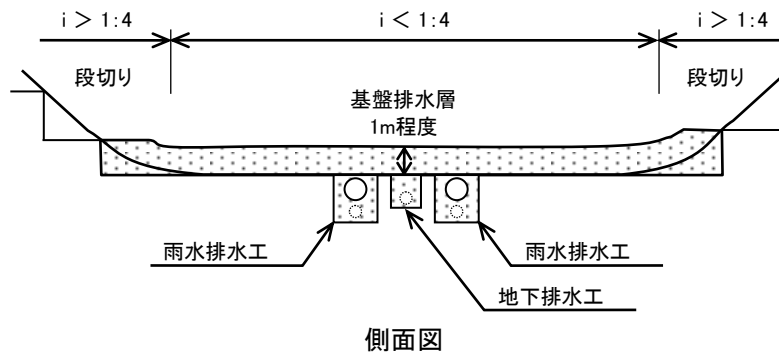 i > 1:4
i < 1:4
i > 1:4
段切り
段切り
基盤排水層
1m程度
雨水排水工
雨水排水工
地下排水工
側面図